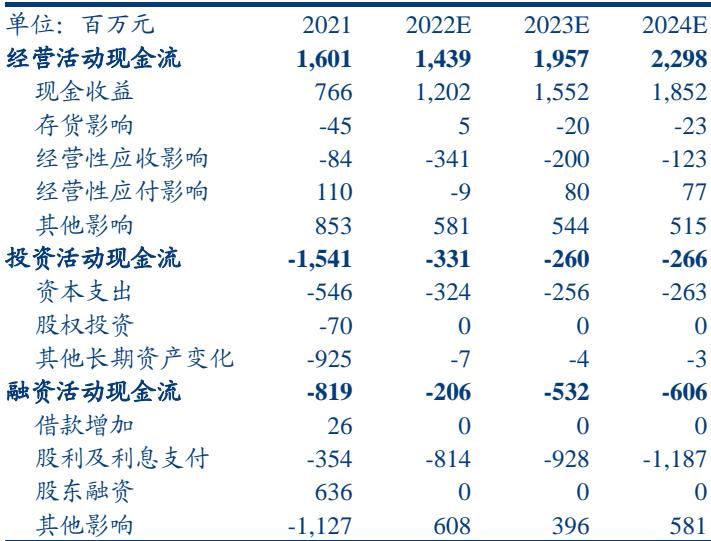 单位：百万元 2021 2022E 2023E 2024E
经营活动现金流 1,601 1,439 1,957 2,298
现金收益 766 1,202 1,552 1,852
存货影响 -45 5 -20 -23
经营性应收影响 -84 -341 -200 -123
经营性应付影响 110 -9 80 77
其他影响 853 581 544 515
投资活动现金流 -1,541 -331 -260 -266
资本支出 -546 -324 -256 -263
股权投资 -70 0 0 0
其他长期资产变化 -925 -7 -4 -3
融资活动现金流 -819 -206 -532 -606
借款增加 26 0 0 0
股利及利息支付 -354 -814 -928 -1,187
股东融资 636 0 0 0
其他影响 -1,127 608 396 581